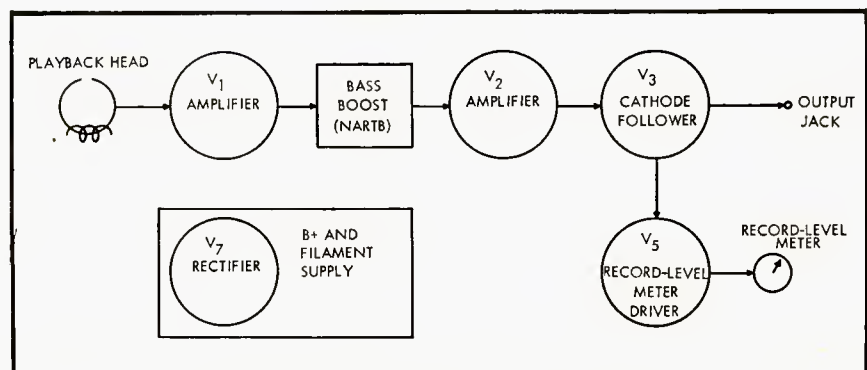 PLAYBACK HEAD
V1
AMPLIFIER
BASS
BOOST
(NARTB)
V2
AMPLIFIER
V3
CATHODE
FOLLOWER
OUTPUT
JACK
V7
RECTIFIER
B+ AND
FILAMENT
SUPPLY
V5
RECORD-LEVEL
METER
DRIVER
RECORD-LEVEL
METER